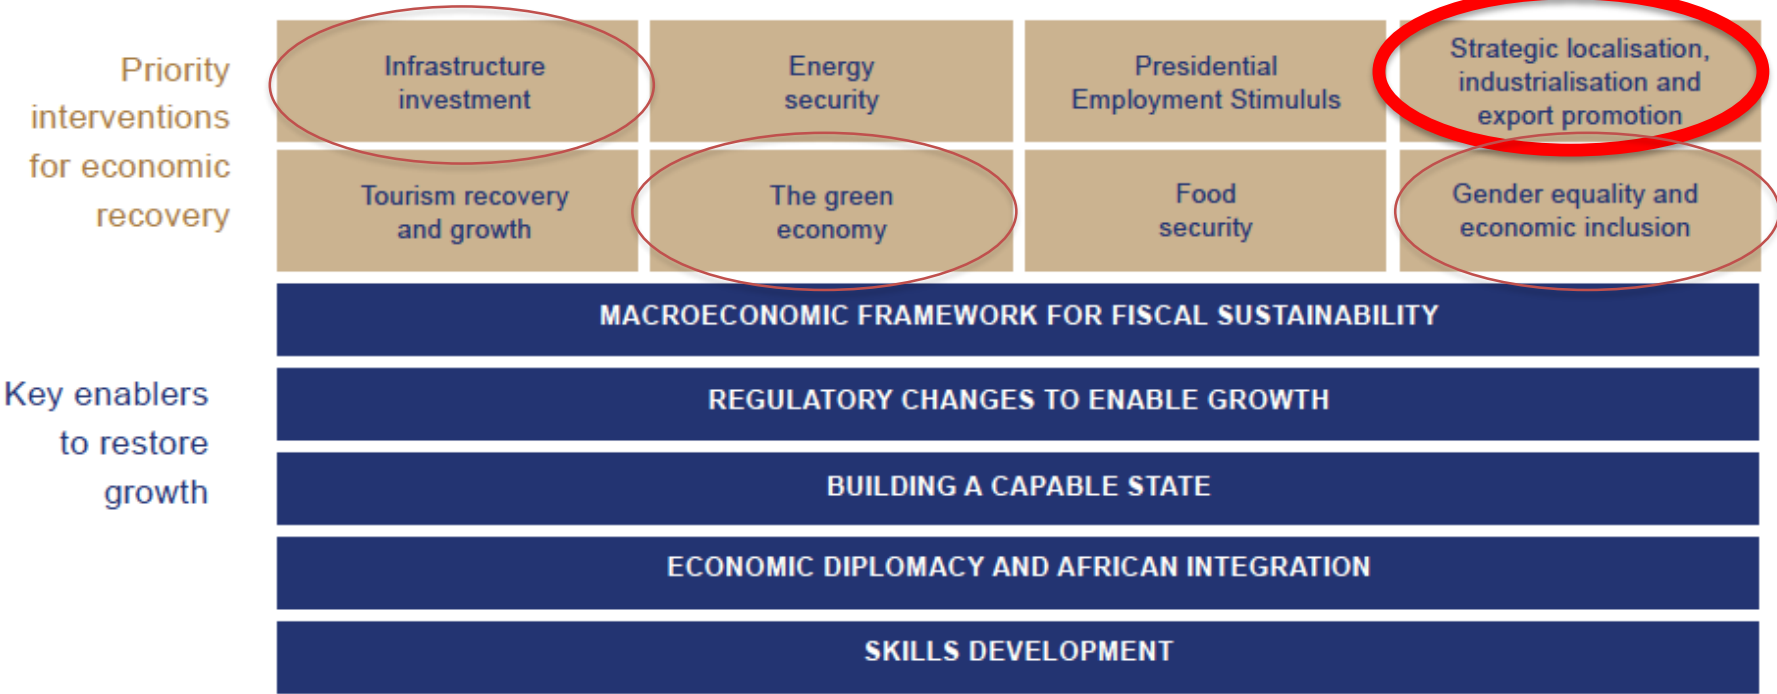 Priority
interventions
for economic
recovery
Infrastructure
investment
Energy
security
Presidential
Employment Stimululs
Strategic localisation,
industrialisation and
export promotion
Tourism recovery
and growth
The green
economy
Food
security
Gender equality and
economic inclusion
Key enablers
to restore
growth
MACROECONOMIC FRAMEWORK FOR FISCAL SUSTAINABILITY
REGULATORY CHANGES TO ENABLE GROWTH
BUILDING A CAPABLE STATE
ECONOMIC DIPLOMACY AND AFRICAN INTEGRATION
SKILLS DEVELOPMENT